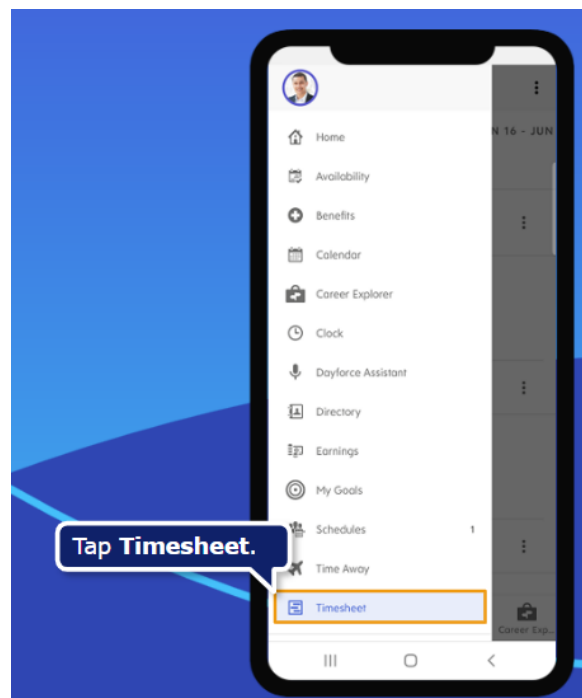 N 16 - JUN
Home
Availability
Benefits
Calendar
Career Explorer
Clock
Dayforce Assistant
Directory
Earnings
My Goals
Schedules 1
Tap Timesheet.
Time Away
Timesheet
Career Exp...